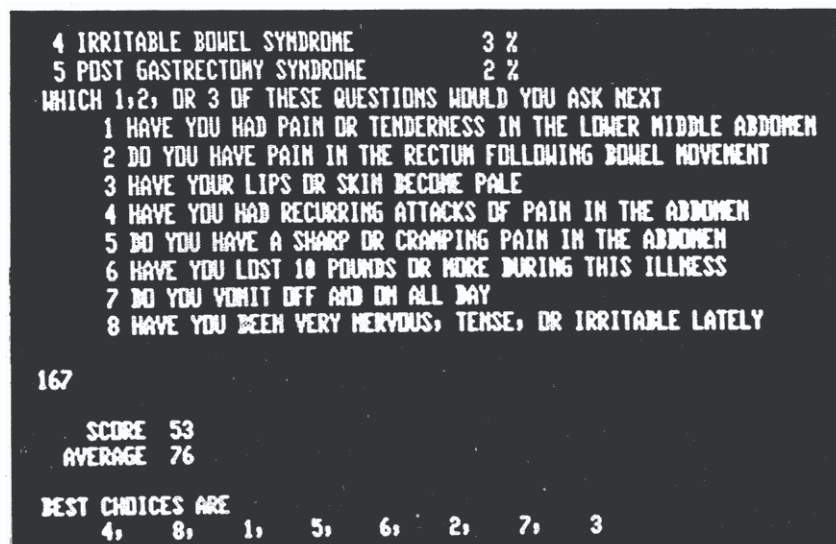 4 IRRITABLE BOWEL SYNDROME 3 %
5 POST GASTRECTOMY SYNDROME 2 %
WHICH 1,2, OR 3 OF THESE QUESTIONS WOULD YOU ASK NEXT
1 HAVE YOU HAD PAIN OR TENDERNESS IN THE LOWER MIDDLE ABDOMEN
2 DO YOU HAVE PAIN IN THE RECTUM FOLLOWING BOWEL MOVEMENT
3 HAVE YOUR LIPS OR SKIN BECOME PALE
4 HAVE YOU HAD RECURRING ATTACKS OF PAIN IN THE ABDOMEN
5 DO YOU HAVE A SHARP OR CRAMPING PAIN IN THE ABDOMEN
6 HAVE YOU LOST 10 POUNDS OR MORE DURING THIS ILLNESS
7 DO YOU VOMIT OFF AND ON ALL DAY
8 HAVE YOU BEEN VERY NERVOUS, TENSE, OR IRRITABLE LATELY
167
SCORE 53
AVERAGE 76
BEST CHOICES ARE
4, 8, 1, 5, 6, 2, 7, 3